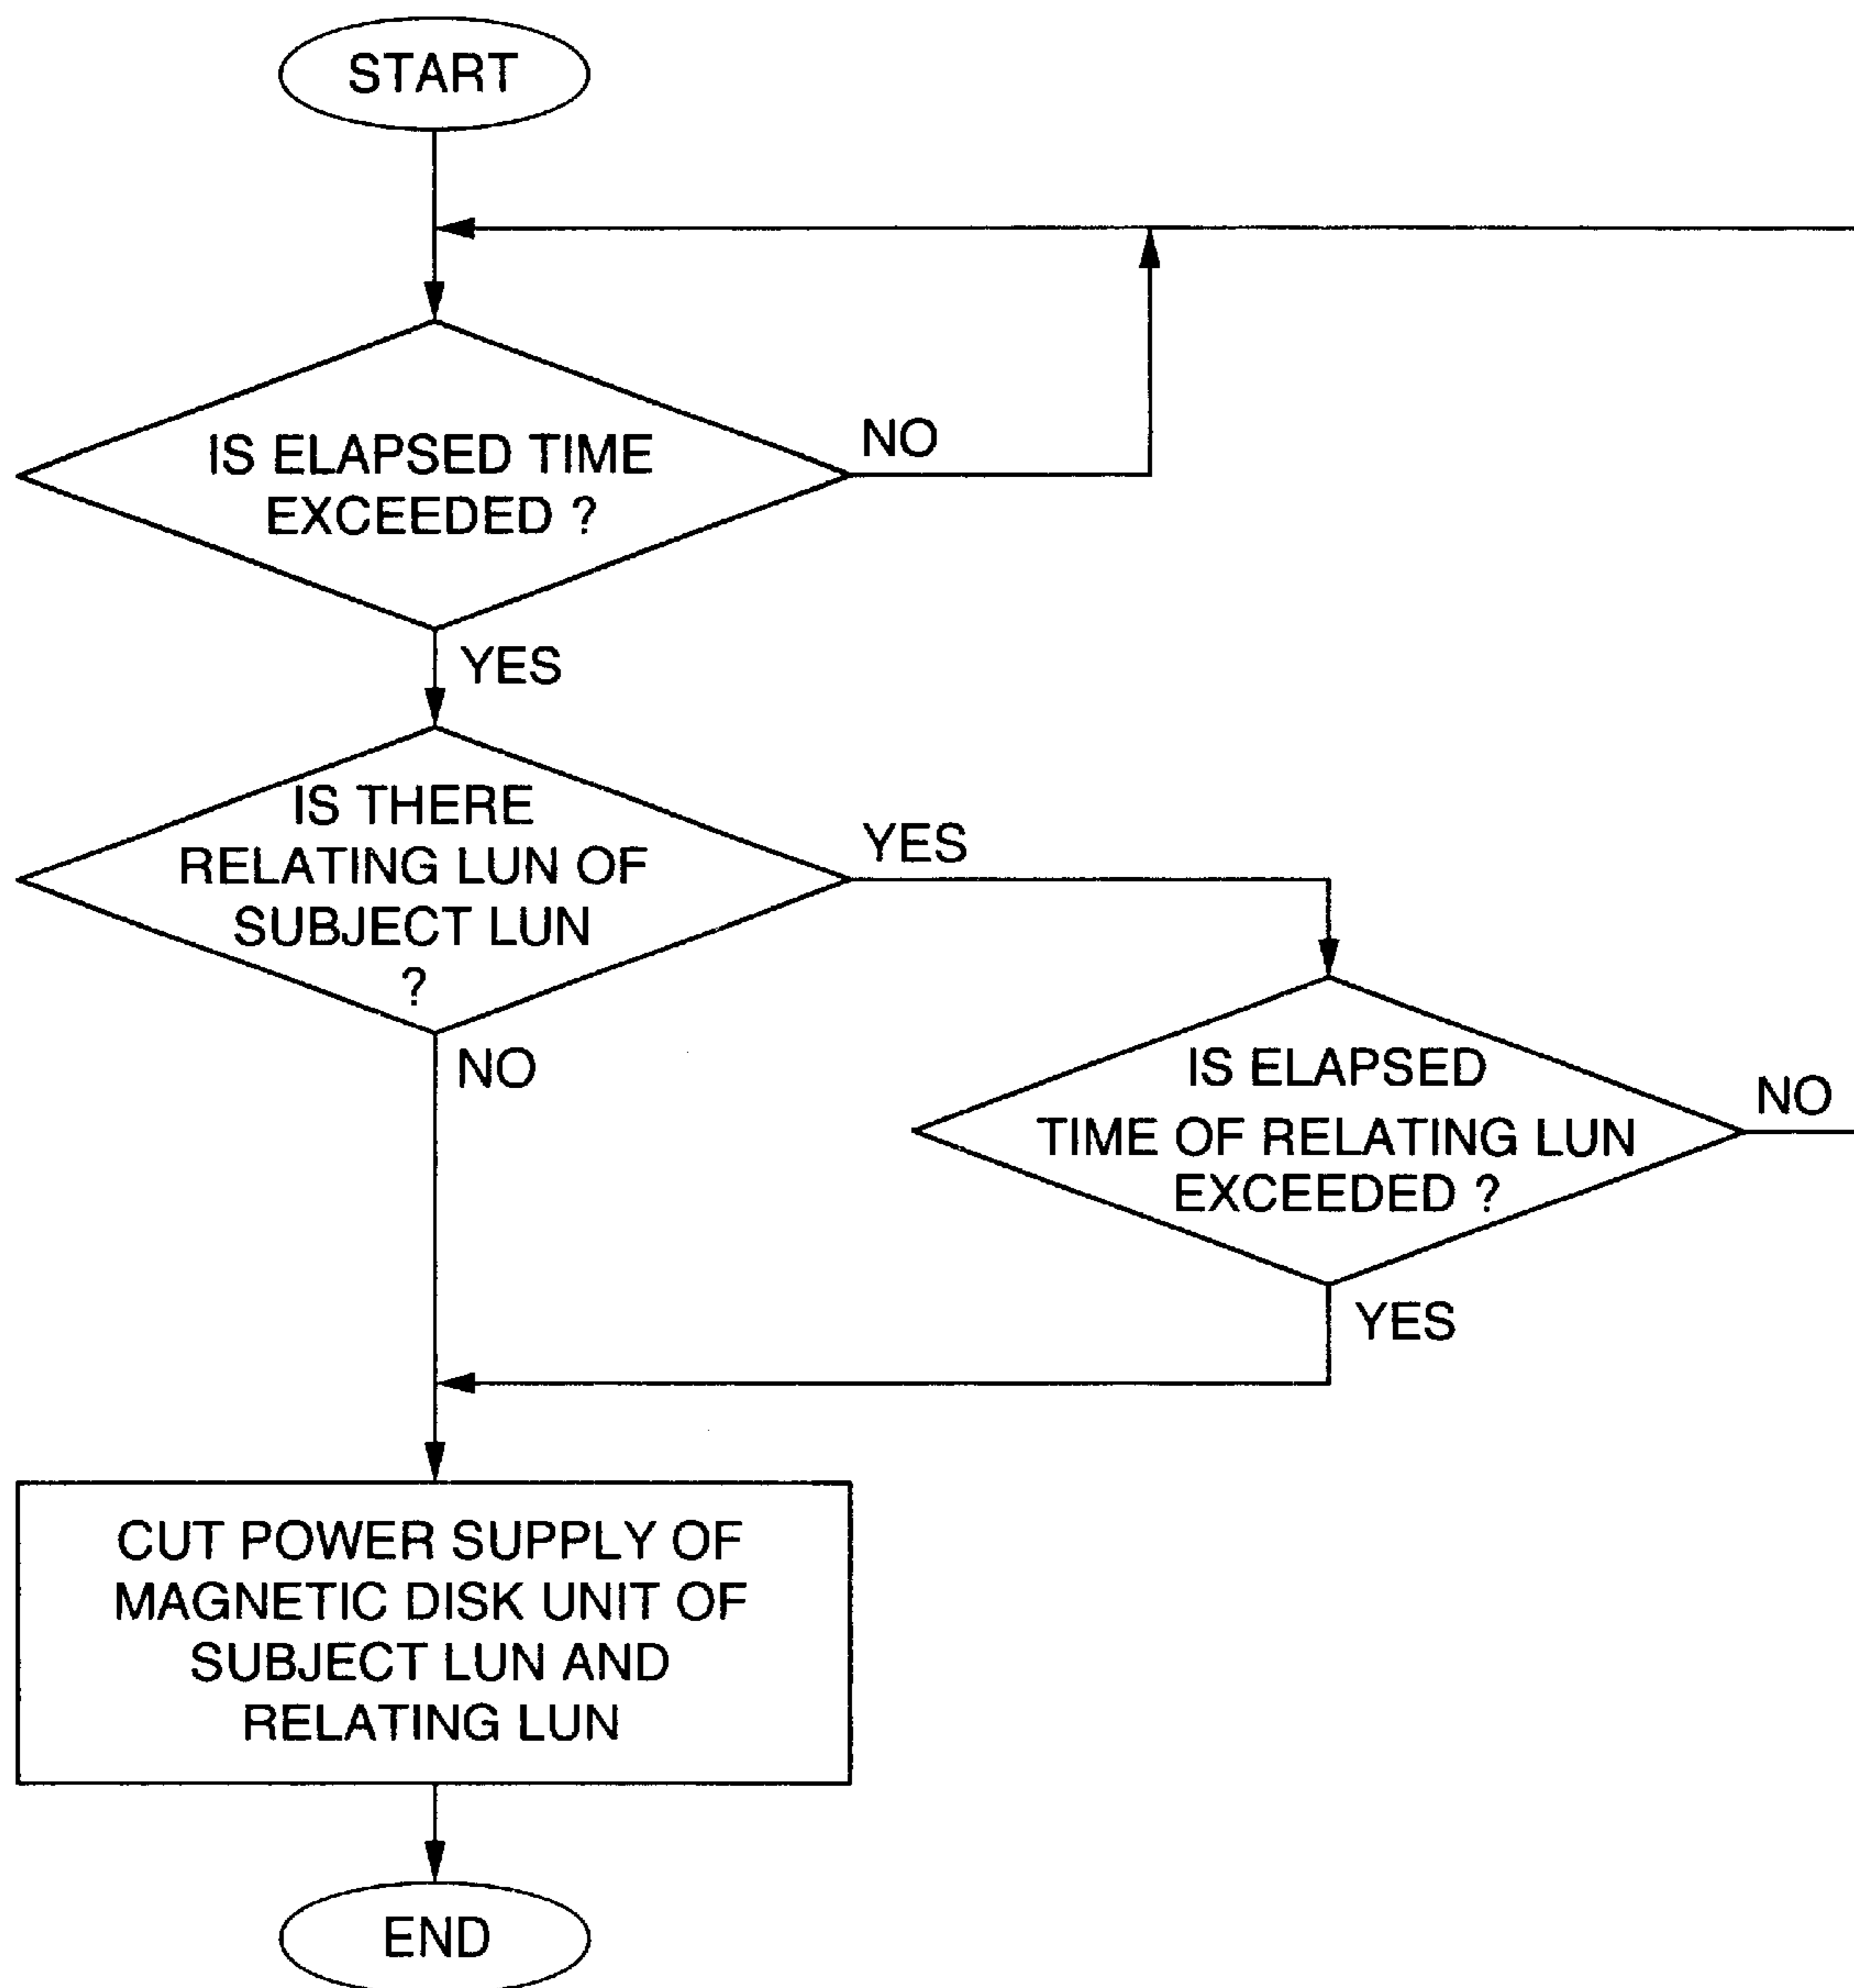 START
IS ELAPSED TIME
EXCEEDED ?
NO
YES
IS THERE
RELATING LUN OF
SUBJECT LUN
?
YES
NO
IS ELAPSED
TIME OF RELATING LUN
EXCEEDED ?
NO
YES
CUT POWER SUPPLY OF
MAGNETIC DISK UNIT OF
SUBJECT LUN AND
RELATING LUN
END